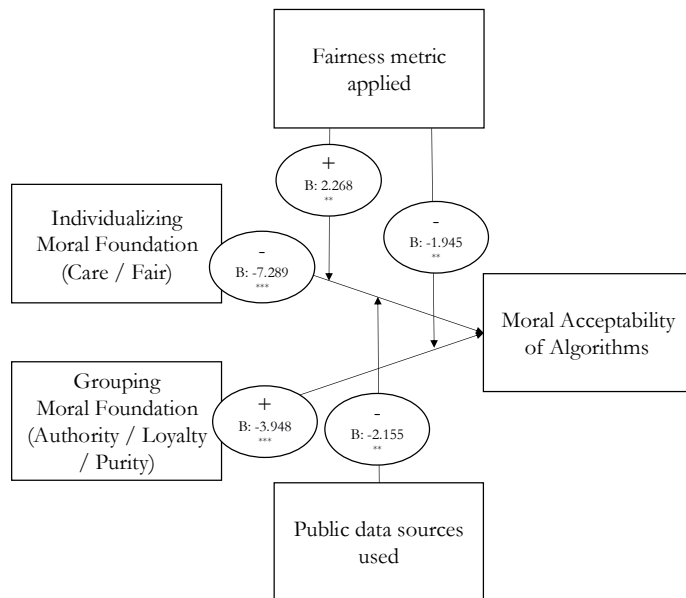 Fairness metric
applied
+
B: 2.268
**
Individualizing
Moral Foundation
(Care / Fair)
-
B: -7.289
***
-
B: -1.945
**
Moral Acceptability
of Algorithms
Grouping
Moral Foundation
(Authority / Loyalty
/ Purity)
+
B: -3.948
***
-
B: -2.155
**
Public data sources
used